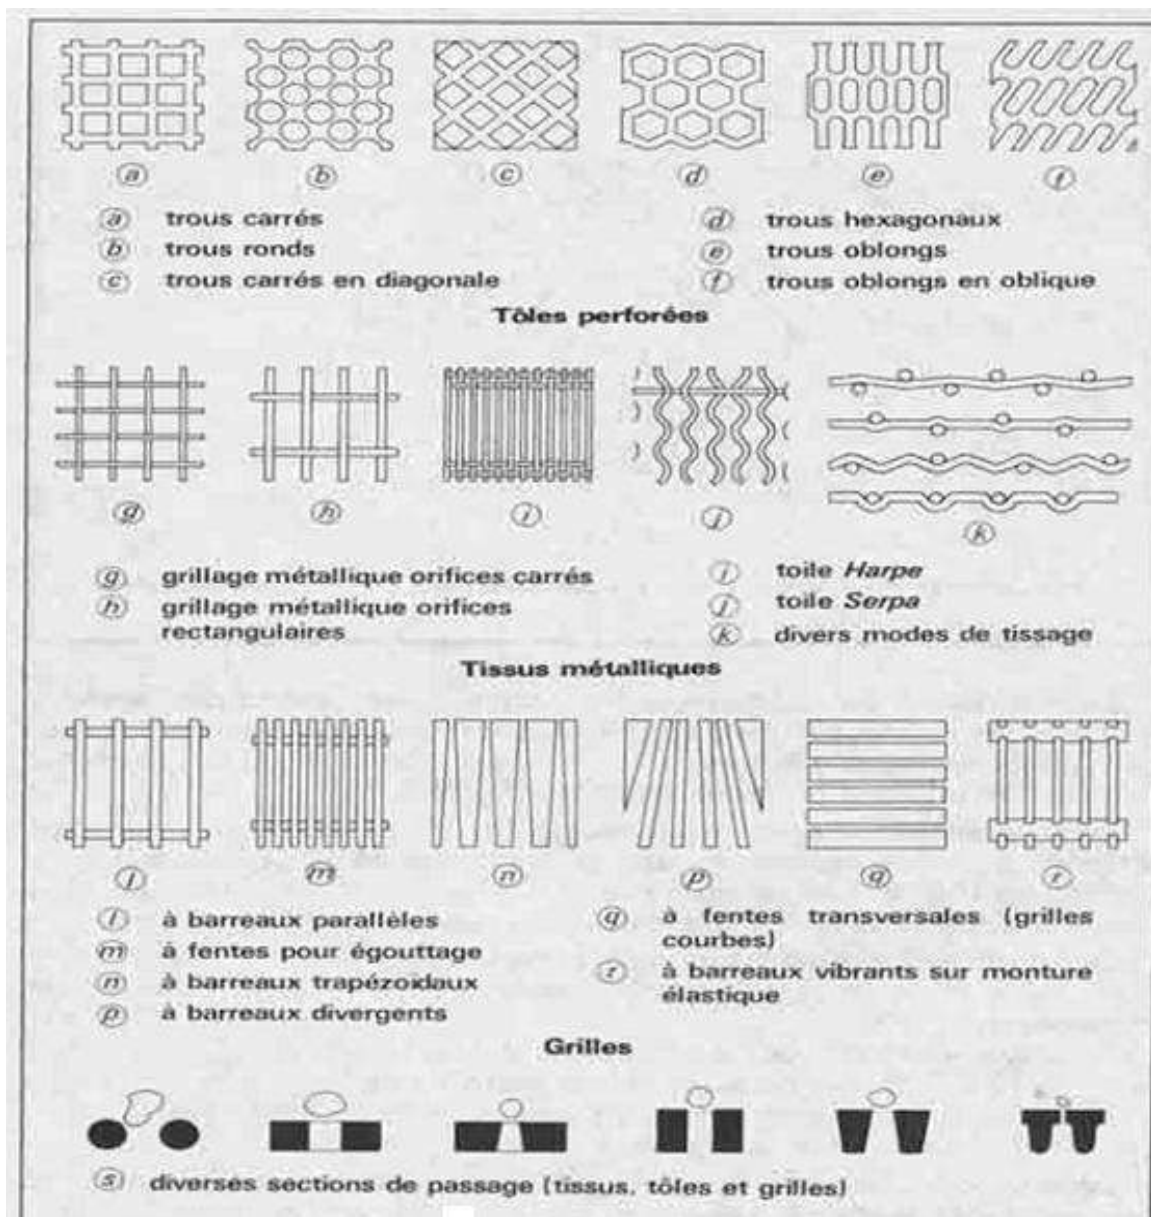 a b c d e f
a trous carrés
b trous ronds
c trous carrés en diagonale
d trous hexagonaux
e trous oblongs
f trous oblongs en oblique
Tôles perforées
g h i j k
g grillage métallique orifices carrés
h grillage métallique orifices
rectangulaires
i toile Harpe
j toile Serpa
k divers modes de tissage
Tissus métalliques
l m n p q r
l à barreaux parallèles
m à fentes pour égouttage
n à barreaux trapézoïdaux
p à barreaux divergents
q à fentes transversales (grilles
courbes)
r à barreaux vibrants sur monture
élastique
Grilles
s diverses sections de passage (tissus, tôles et grilles)